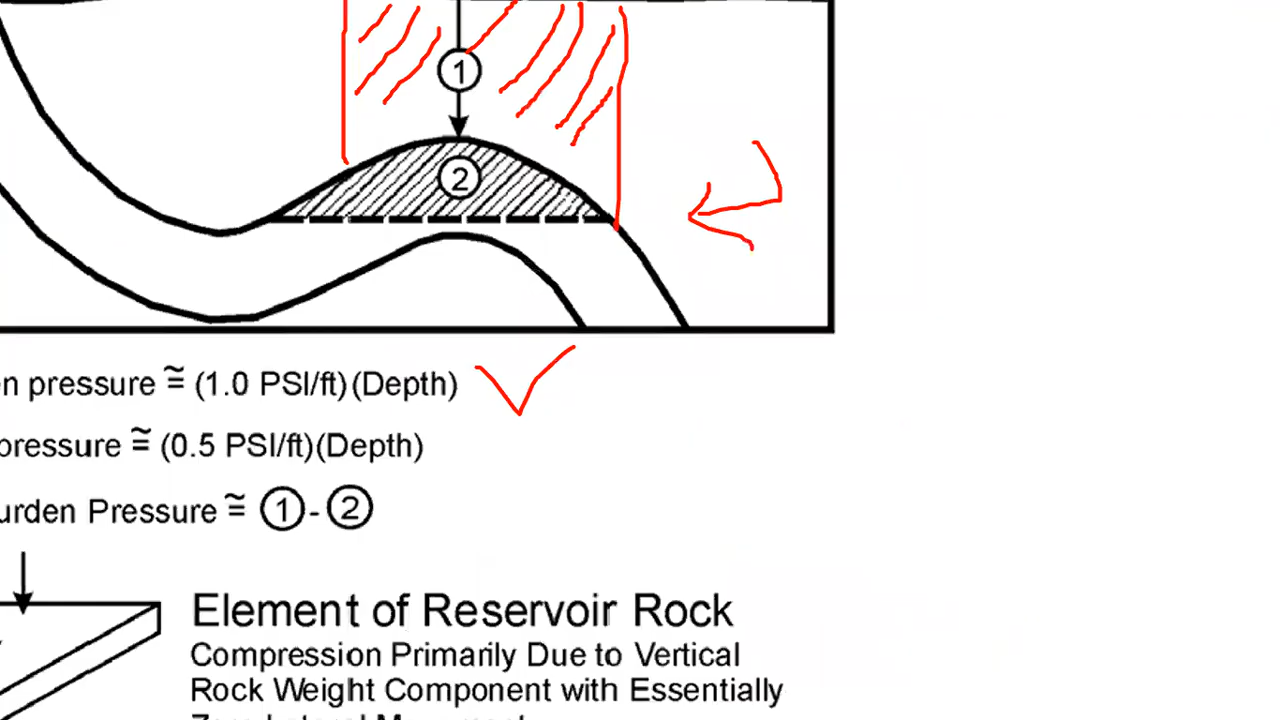 1
2
en pressure ≅ (1.0 PSI/ft)(Depth)
pressure ≅ (0.5 PSI/ft)(Depth)
urden Pressure ≅ ① - ②
Element of Reservoir Rock
Compression Primarily Due to Vertical
Rock Weight Component with Essentially